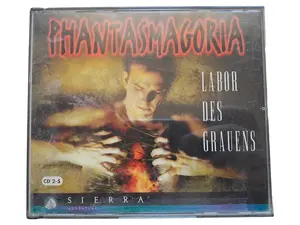 PHANTASMAGORIA
LABOR
DES
GRAUENS
CD 2-5
SIERRA